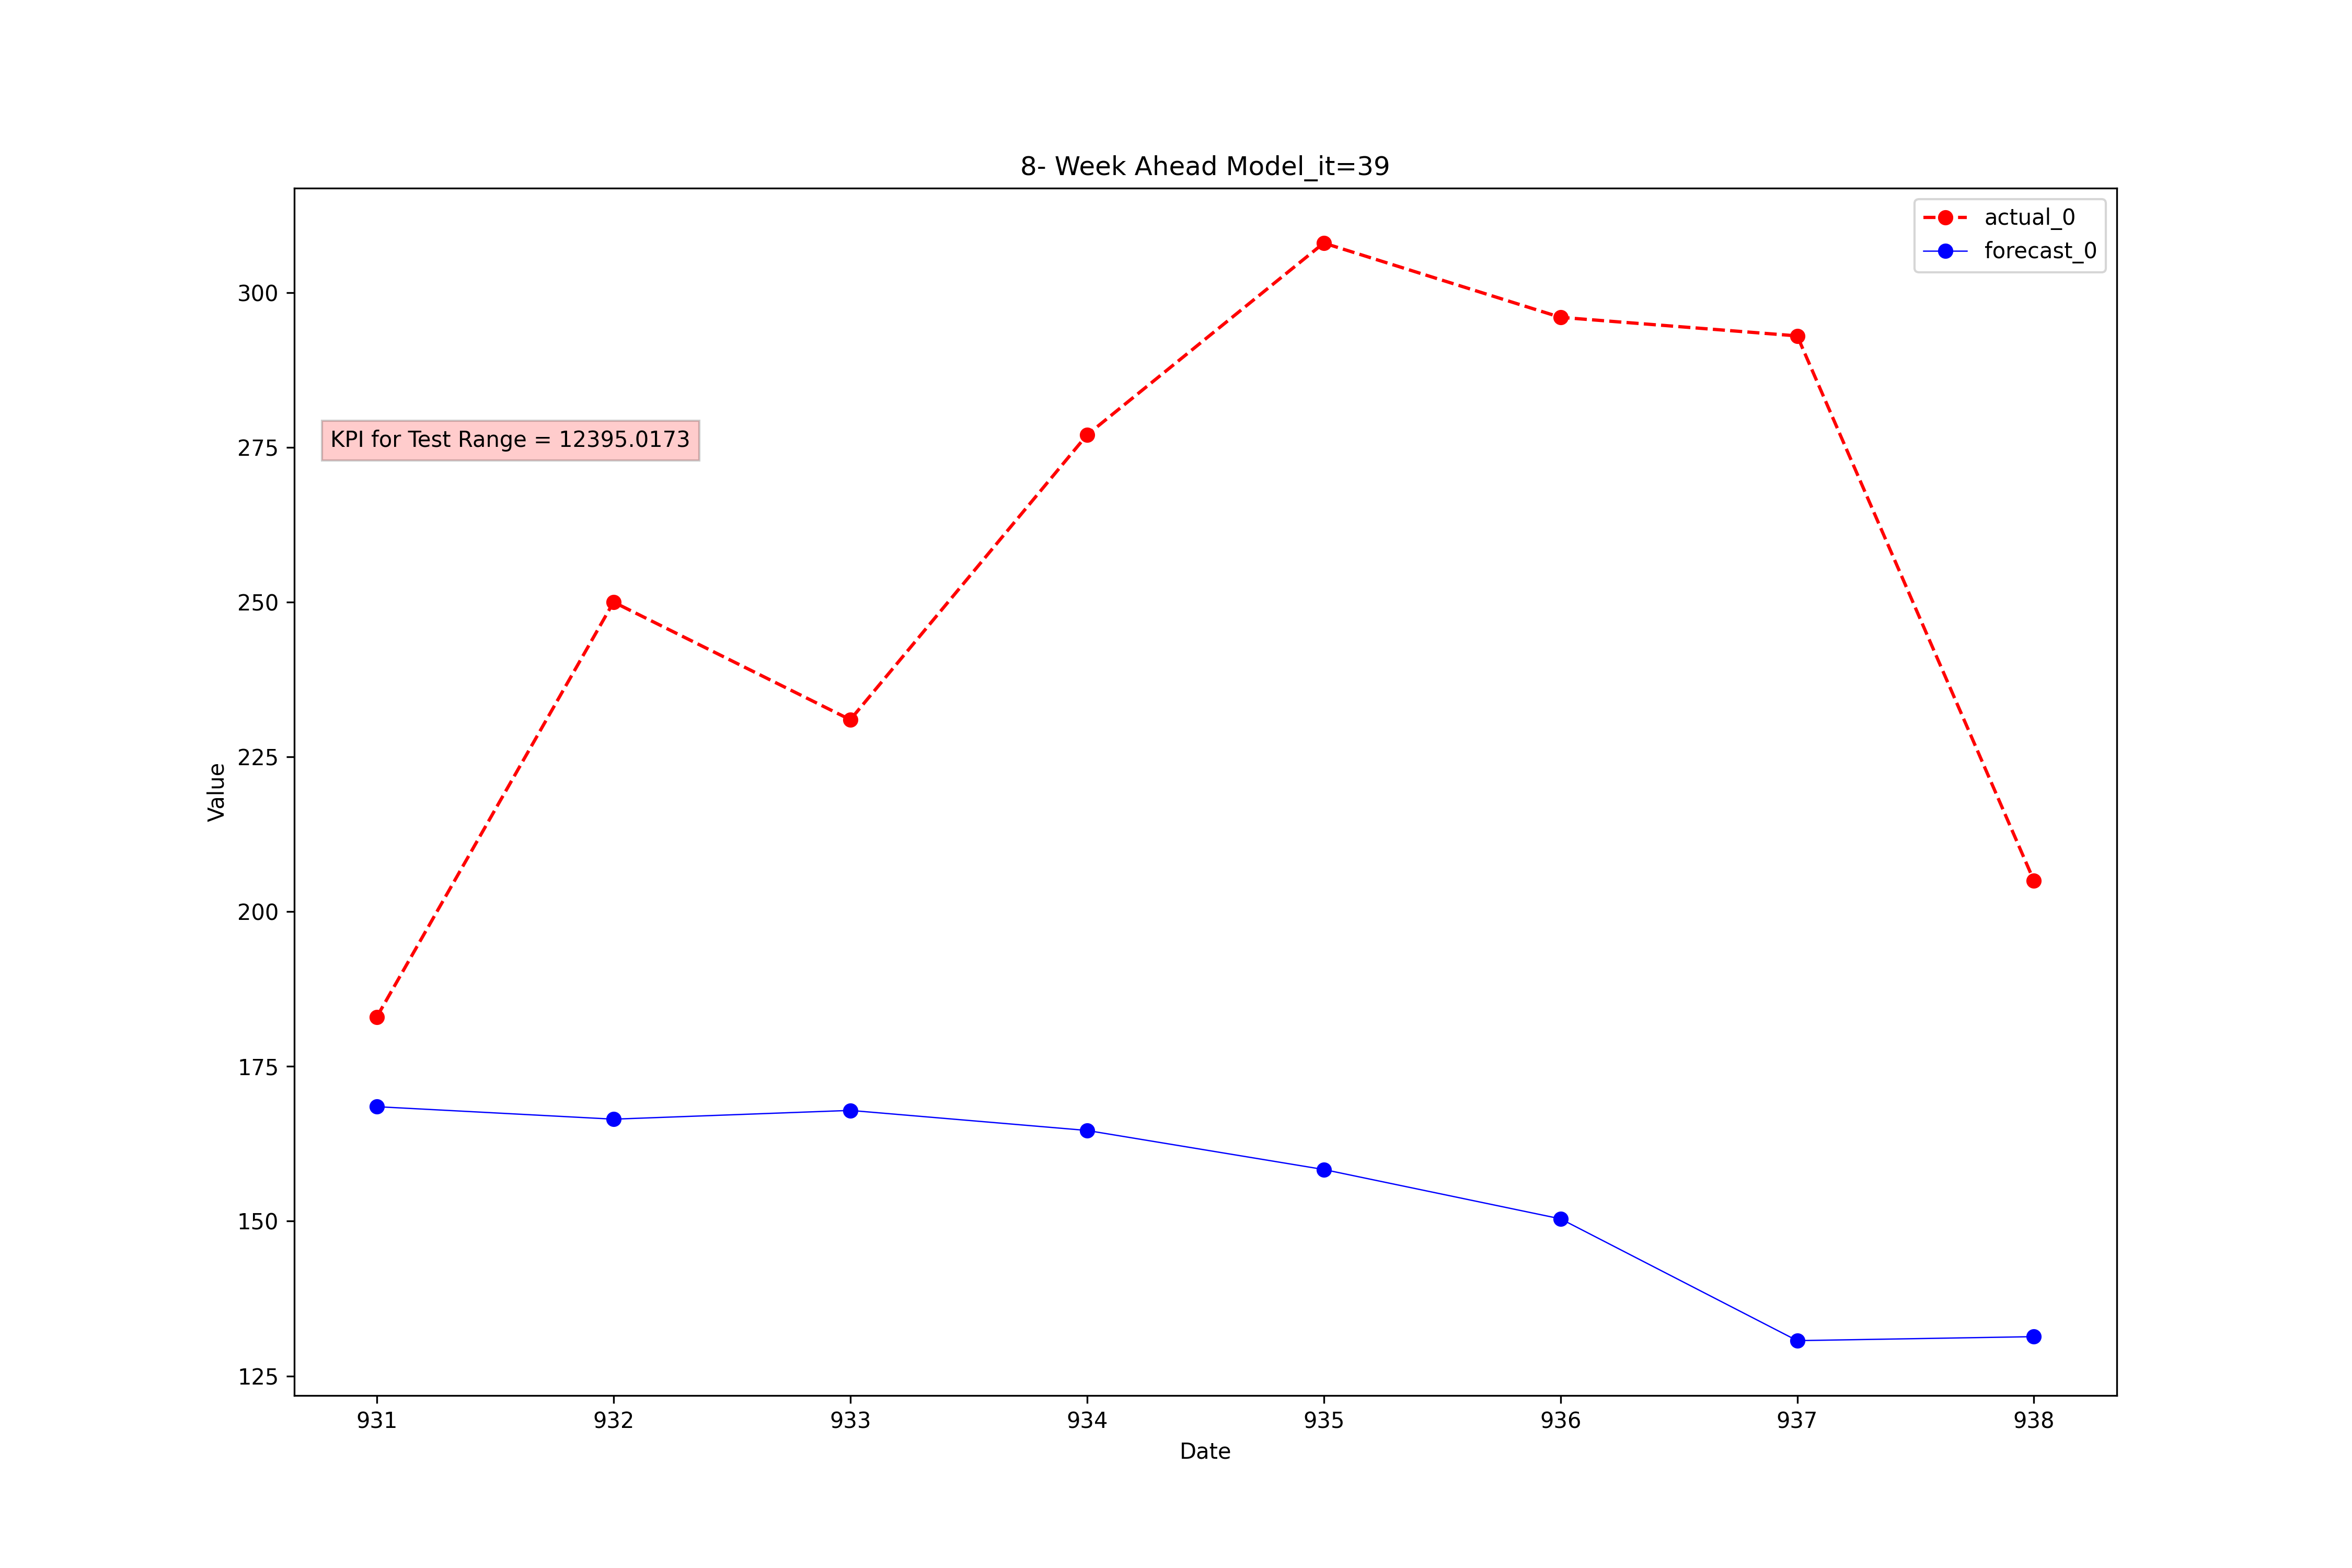 8- Week Ahead Model_it=39
actual_0
forecast_0
KPI for Test Range = 12395.0173
Value
300
275
250
225
200
175
150
125
931 932 933 934 935 936 937 938
Date